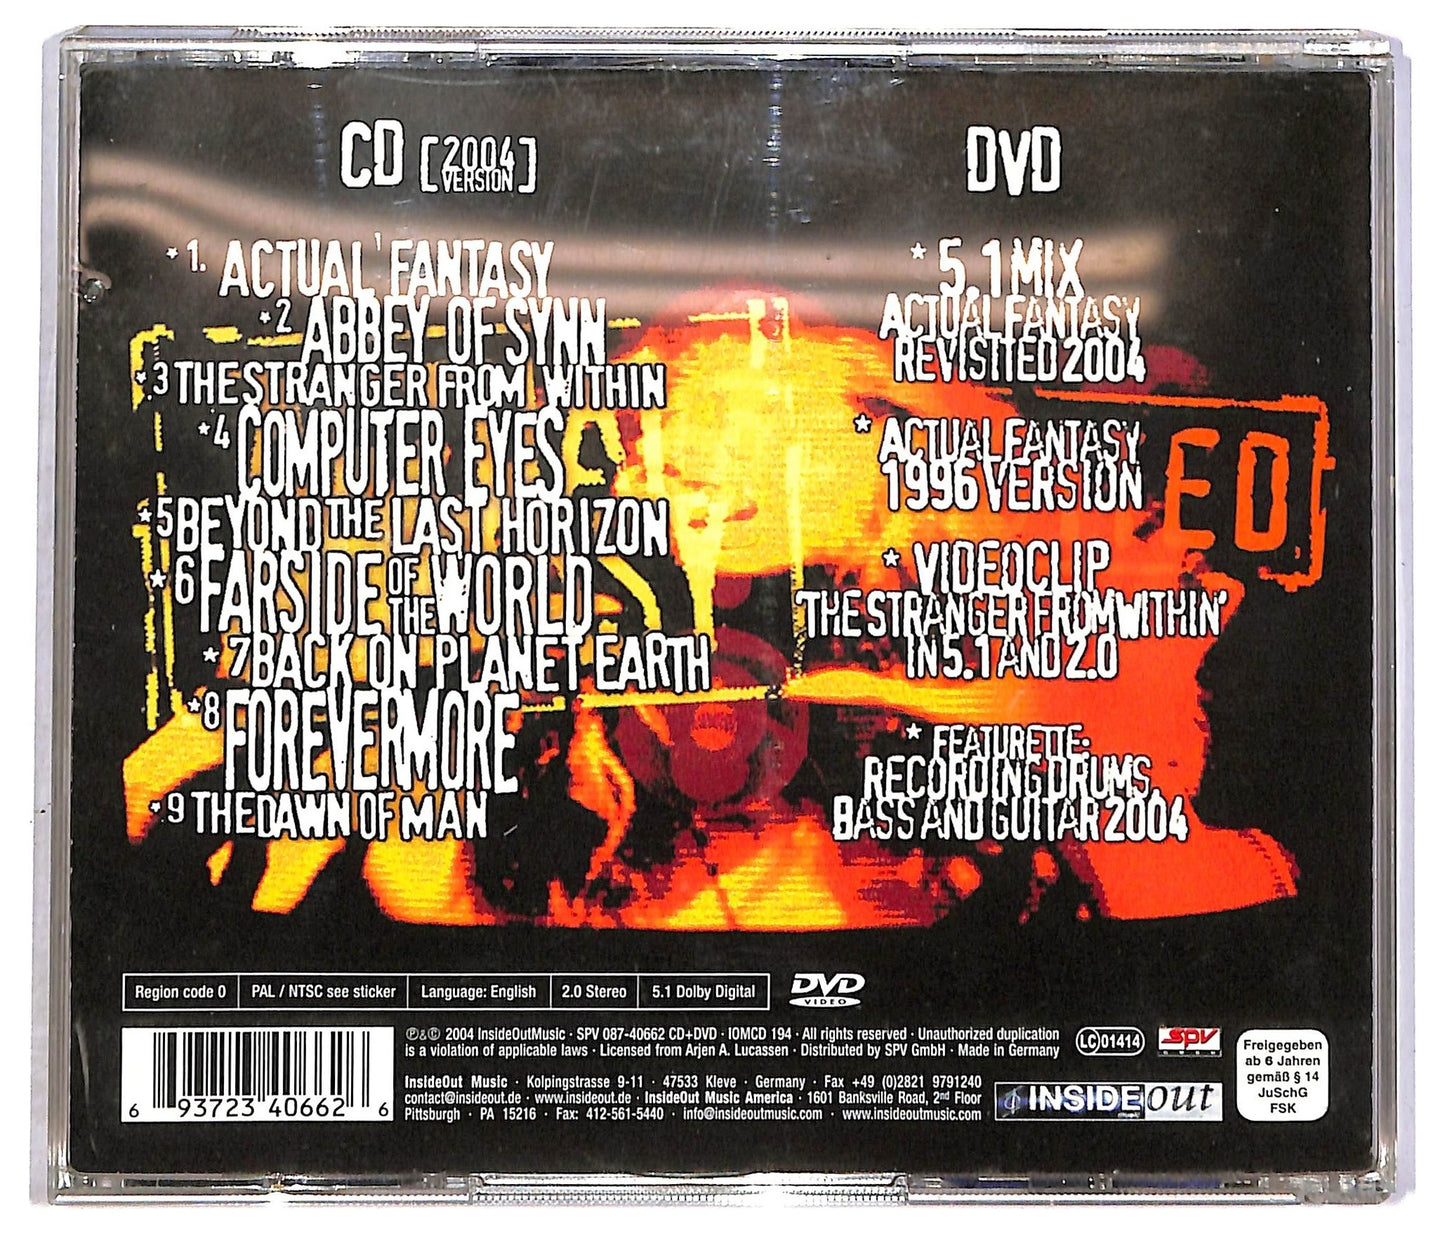 CD [2004 VERSION]
*1. ACTUAL FANTASY
*2 ABBEY OF SYNN
*3 THE STRANGER FROM WITHIN
*4 COMPUTER EYES
*5 BEYOND THE LAST HORIZON
*6 FARSIDE OF THE WORLD
*7 BACK ON PLANET EARTH
*8 FOREVERMORE
*9 THE DAWN OF MAN
DVD
* 5.1 MIX
ACTUAL FANTASY
REVISITED 2004
* ACTUAL FANTASY
1996 VERSION
* VIDEOCLIP
'THE STRANGER FROM WITHIN'
IN 5.1 AND 2.0
* FEATURETTE:
RECORDING DRUMS,
BASS AND GUITAR 2004
ED
Region code 0 PAL / NTSC see sticker Language: English 2.0 Stereo 5.1 Dolby Digital
DVD
VIDEO
6 93723 40662 6
℗&© 2004 InsideOutMusic · SPV 087-40662 CD+DVD · IOMCD 194 · All rights reserved · Unauthorized duplication
is a violation of applicable laws · Licensed from Arjen A. Lucassen · Distributed by SPV GmbH · Made in Germany
InsideOut Music · Kolpingstrasse 9-11 · 47533 Kleve · Germany · Fax +49 (0)2821 9791240
contact@insideout.de · www.insideout.de · InsideOut Music America · 1601 Banksville Road, 2nd Floor
Pittsburgh · PA 15216 · Fax: 412-561-5440 · info@insideoutmusic.com · www.insideoutmusic.com
LC 01414
SPV
INSIDEout
music
Freigegeben
ab 6 Jahren
gemäß § 14
JuSchG
FSK